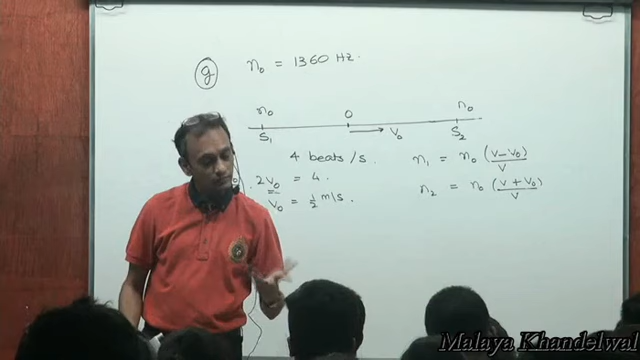 g n₀ = 1360 Hz.
n₀ O n₀
S₁ V₀ S₂
4 beats/s.
n₁ = n₀ (V-V₀)/V
2V₀ = 4.
n₂ = n₀ (V+V₀)/V
V₀ = 1/2 m/s.
Malaya Khandelwal